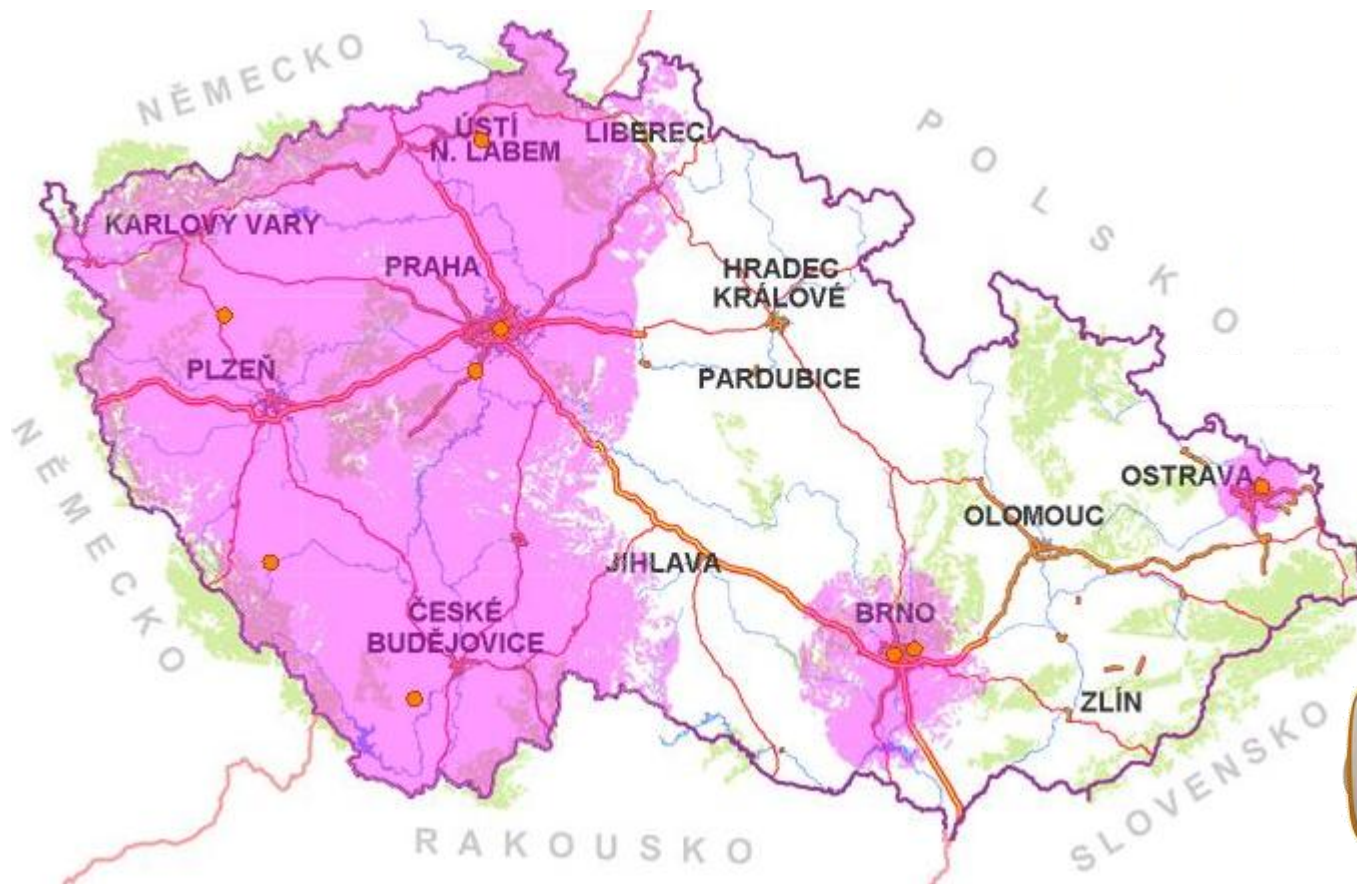 NĚMECKO
POLSKO
ÚSTÍ
N. LABEM
LIBEREC
KARLOVY VARY
PRAHA
HRADEC
KRÁLOVÉ
PLZEŇ
PARDUBICE
NĚMECKO
OSTRAVA
OLOMOUC
JIHLAVA
ČESKÉ
BUDĚJOVICE
BRNO
ZLÍN
SLOVENSKO
RAKOUSKO